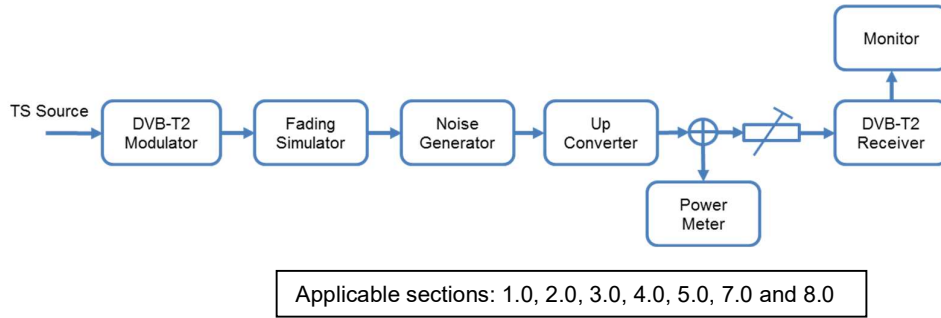 Monitor
TS Source
DVB-T2
Modulator
Fading
Simulator
Noise
Generator
Up
Converter
DVB-T2
Receiver
Power
Meter
Applicable sections: 1.0, 2.0, 3.0, 4.0, 5.0, 7.0 and 8.0